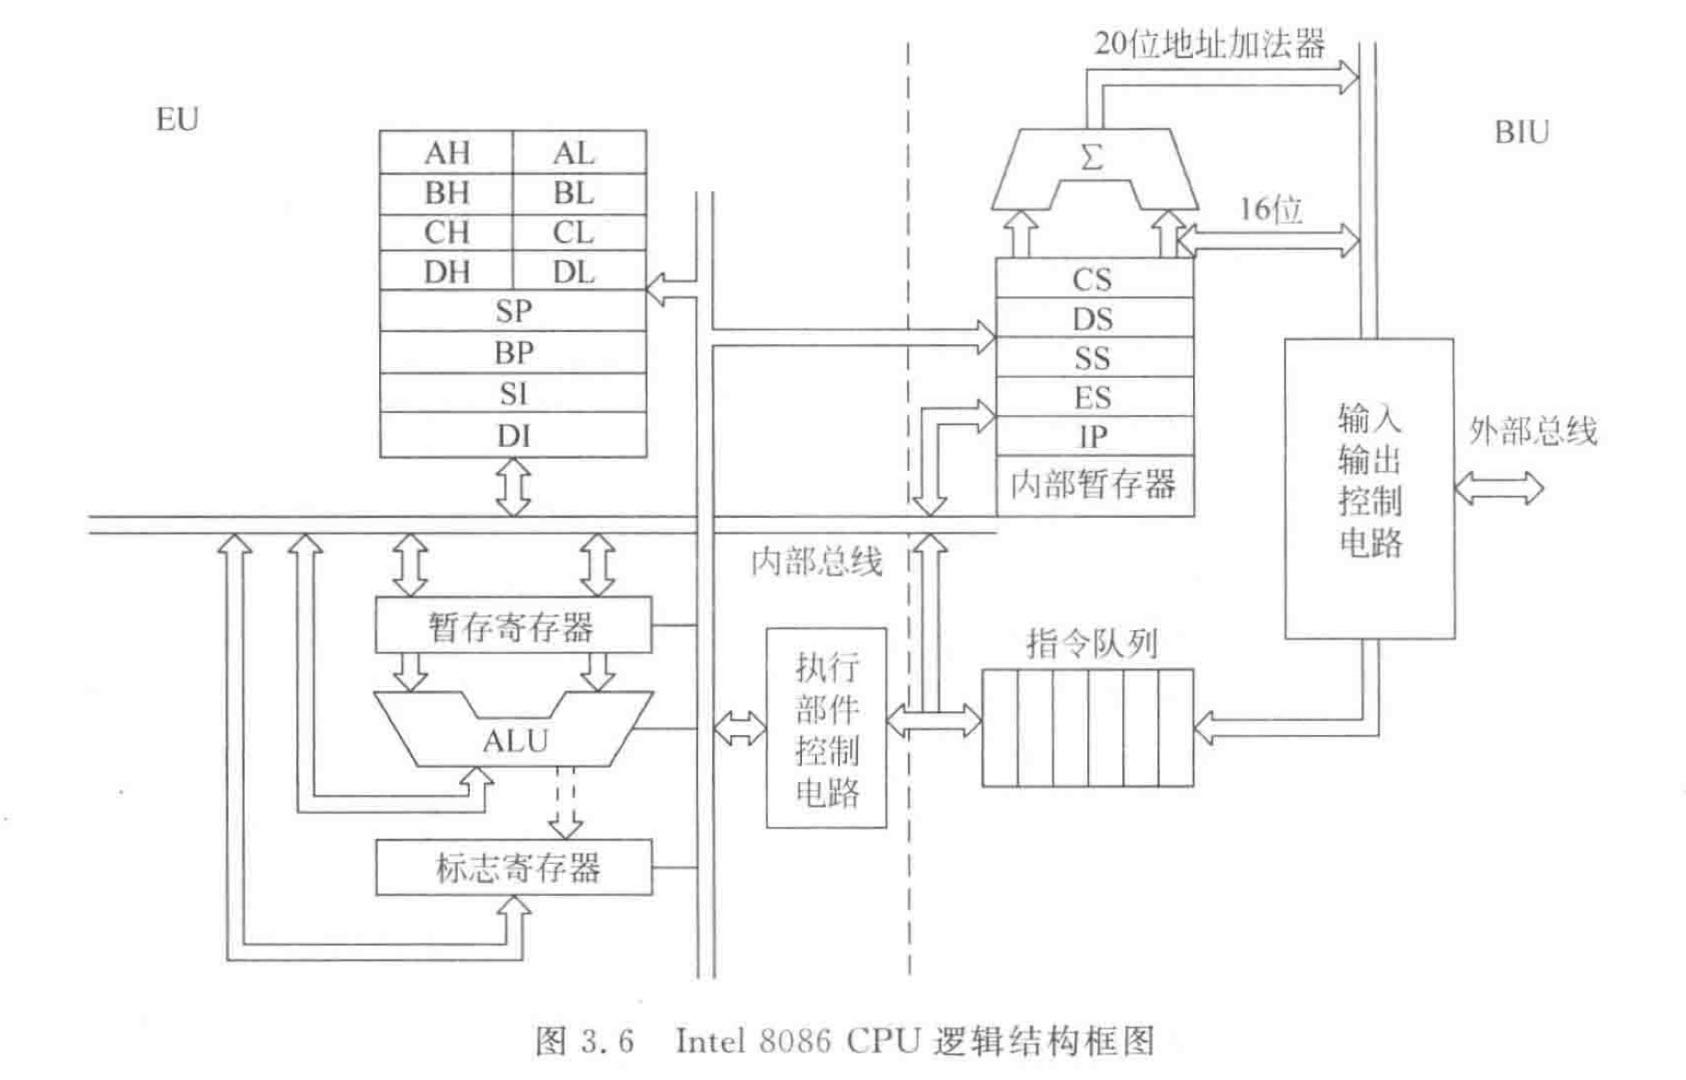 20位地址加法器
EU
BIU
AH AL
BH BL
CH CL
DH DL
SP
BP
SI
DI
Σ
16位
CS
DS
SS
ES
IP
内部暂存器
输入
输出
控制
电路
外部总线
内部总线
暂存寄存器
ALU
标志寄存器
执行
部件
控制
电路
指令队列
图 3.6 Intel 8086 CPU 逻辑结构框图